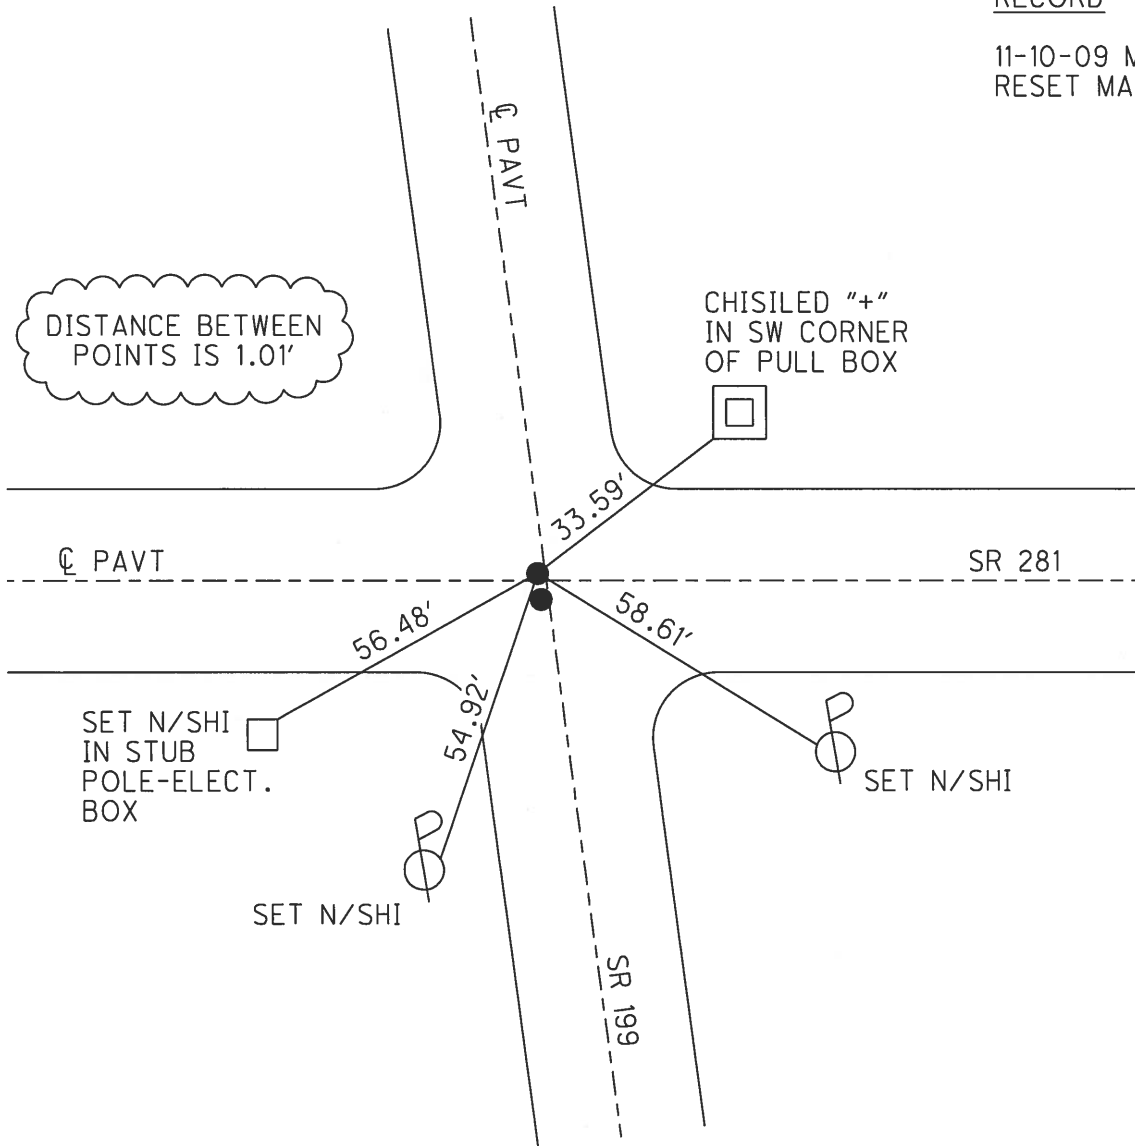 RECORD
11-10-09 M
RESET MA
℄ PAVT
DISTANCE BETWEEN
POINTS IS 1.01'
CHISILED "+"
IN SW CORNER
OF PULL BOX
33.59'
℄ PAVT
SR 281
56.48'
58.61'
54.92'
SET N/SHI
IN STUB
POLE-ELECT.
BOX
SET N/SHI
SET N/SHI
SR 199